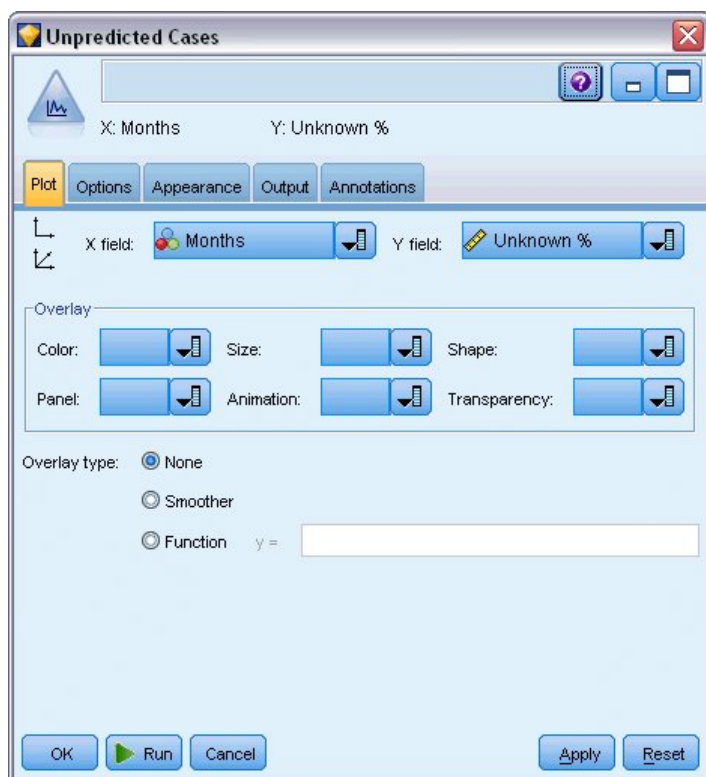 Unpredicted Cases
X: Months Y: Unknown %
Plot Options Appearance Output Annotations
X field: Months Y field: Unknown %
Overlay
Color: Size: Shape:
Panel: Animation: Transparency:
Overlay type: None
Smoother
Function y =
OK Run Cancel Apply Reset